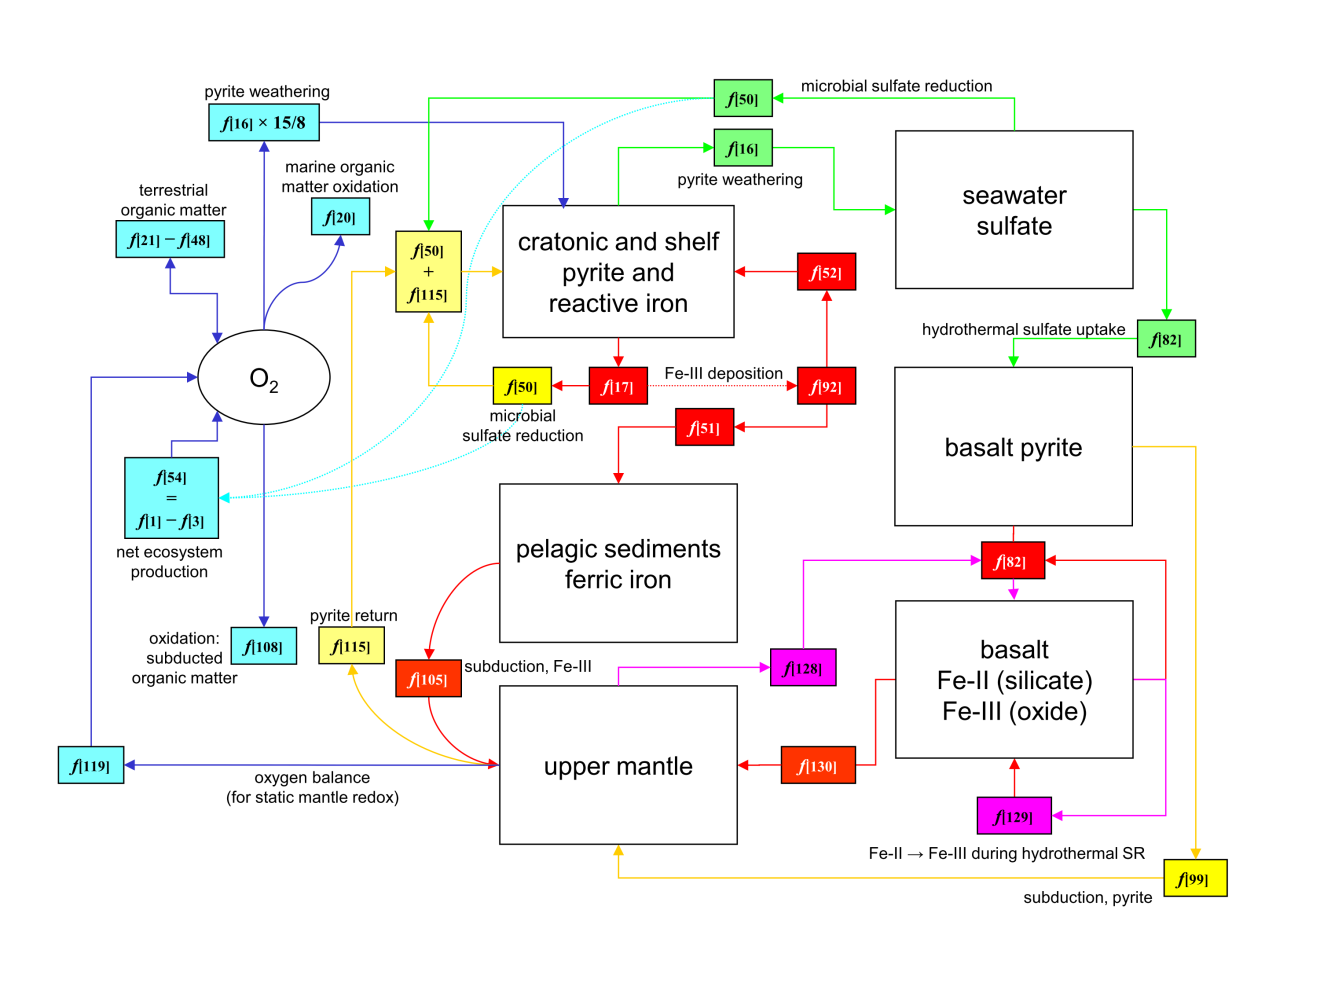 pyrite weathering
f[16] × 15/8
marine organic
matter oxidation
f[20]
terrestrial
organic matter
f[21] – f[48]
O2
f[54]
=
f[1] – f[3]
net ecosystem
production
oxidation:
subducted
organic matter
f[108]
f[119]
oxygen balance
(for static mantle redox)
pyrite return
f[115]
f[50]
+
f[115]
f[50]
microbial sulfate reduction
f[16]
pyrite weathering
cratonic and shelf
pyrite and
reactive iron
seawater
sulfate
f[52]
f[82]
hydrothermal sulfate uptake
f[50]
microbial
sulfate reduction
f[17]
Fe-III deposition
f[92]
f[51]
basalt pyrite
pelagic sediments
ferric iron
f[82]
f[105]
subduction, Fe-III
f[128]
basalt
Fe-II (silicate)
Fe-III (oxide)
upper mantle
f[130]
f[129]
Fe-II → Fe-III during hydrothermal SR
f[99]
subduction, pyrite